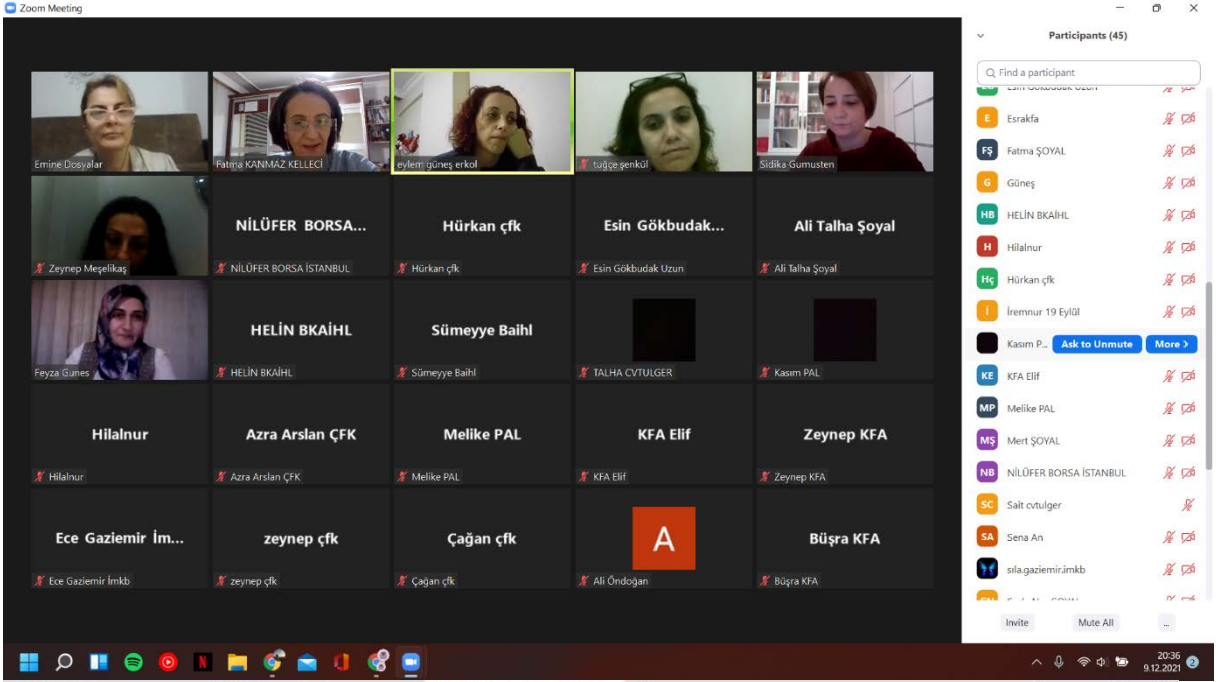 Zoom Meeting
Participants (45)
Find a participant
Emine Dosyalar
Fatma KANMAZ KELLECİ
eylem güneş erkol
tuğçe şenkül
Sidika Gumusten
NİLÜFER BORSA...
Hürkan çfk
Esin Gökbudak...
Ali Talha Şoyal
Zeynep Meşelikaş
NİLÜFER BORSA İSTANBUL
Hürkan çfk
Esin Gökbudak Uzun
Ali Talha Şoyal
HELİN BKAİHL
Sümeyye Baihl
Feyza Gunes
HELİN BKAİHL
Sümeyye Baihl
TALHA CVTULGER
Kasım PAL
Hilalnur
Azra Arslan ÇFK
Melike PAL
KFA Elif
Zeynep KFA
Hilalnur
Azra Arslan ÇFK
Melike PAL
KFA Elif
Zeynep KFA
Ece Gaziemir İm...
zeynep çfk
Çağan çfk
A
Büşra KFA
Ece Gaziemir İmkb
zeynep çfk
Çağan çfk
Ali Öndoğan
Büşra KFA
Esin Gökbudak Uzun
E Esrakfa
FŞ Fatma ŞOYAL
G Güneş
HB HELİN BKAİHL
H Hilalnur
Hç Hürkan çfk
İ İremnur 19 Eylül
Kasım P... Ask to Unmute More
KE KFA Elif
MP Melike PAL
MŞ Mert ŞOYAL
NB NİLÜFER BORSA İSTANBUL
SC Sait cvtulger
SA Sena An
sıla.gaziemir.imkb
Invite Mute All ...
N
20:36
9.12.2021 2